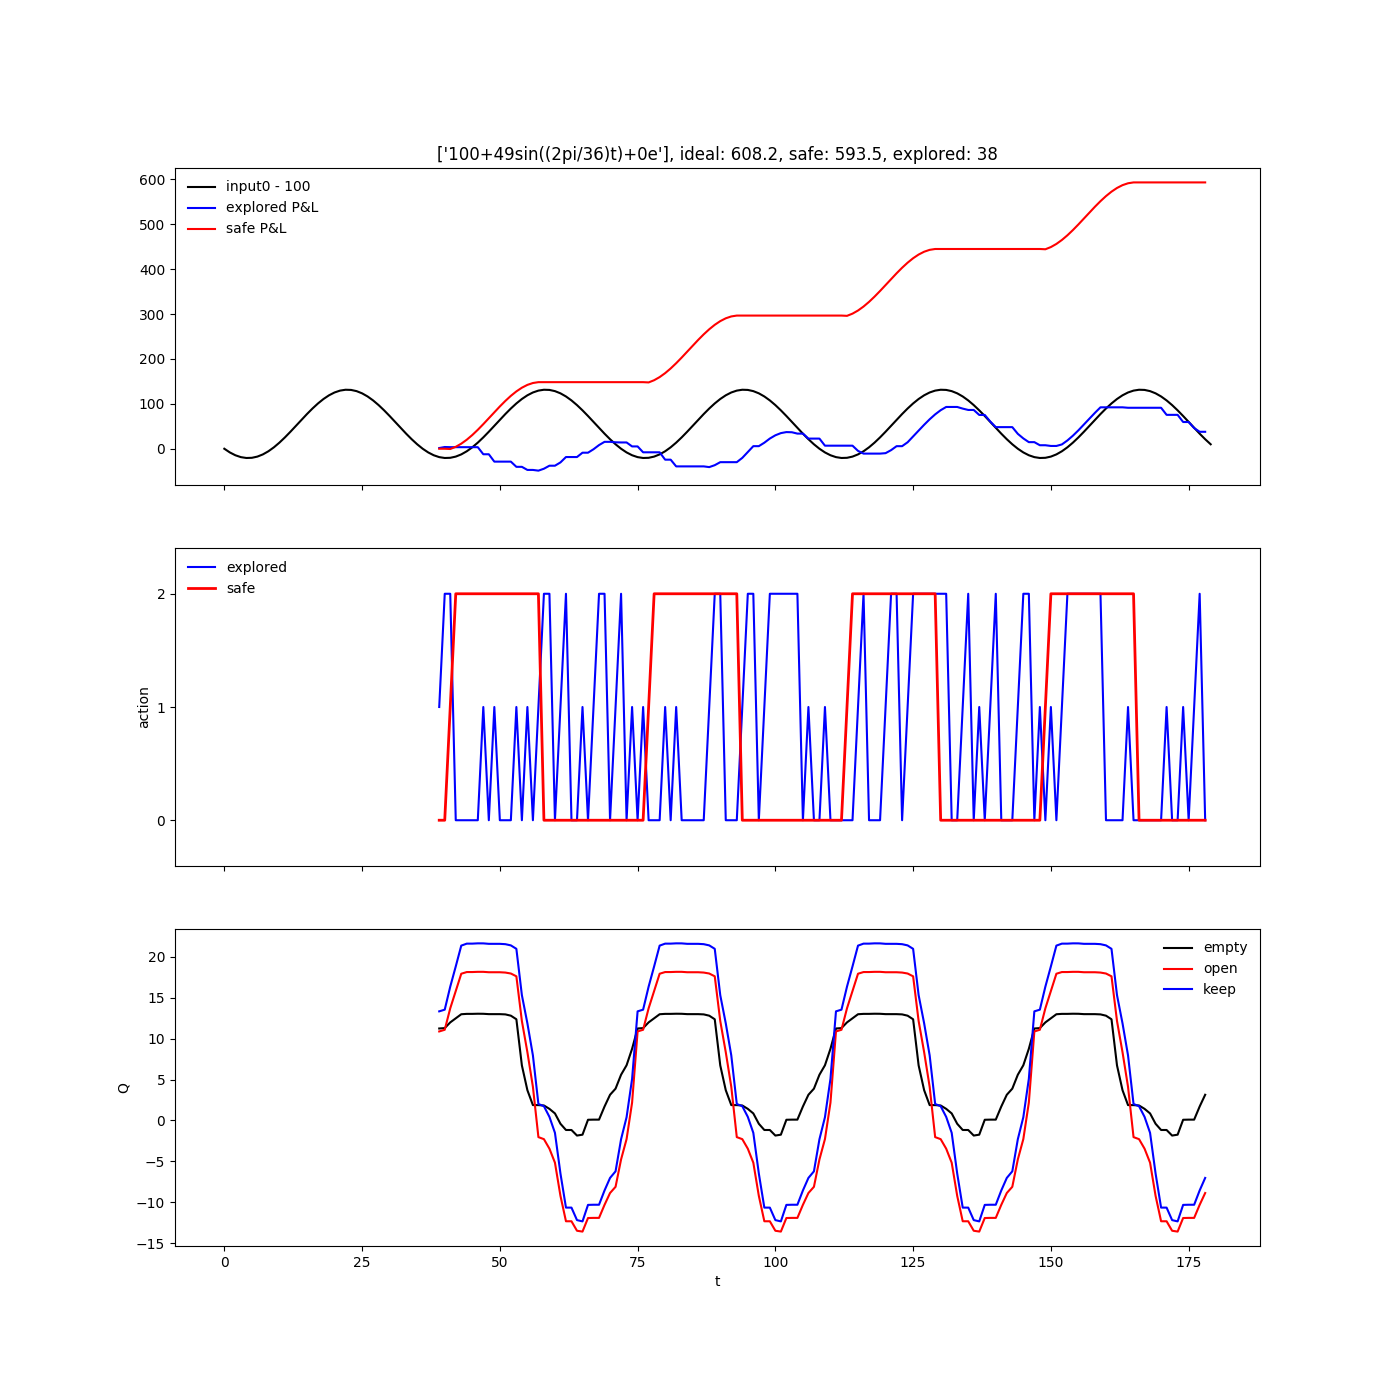 ['100+49sin((2pi/36)t)+0e'], ideal: 608.2, safe: 593.5, explored: 38
600
500
400
300
200
100
0
input0 - 100
explored P&L
safe P&L
2
1
0
action
explored
safe
20
15
10
5
0
−5
−10
−15
Q
empty
open
keep
0 25 50 75 100 125 150 175
t